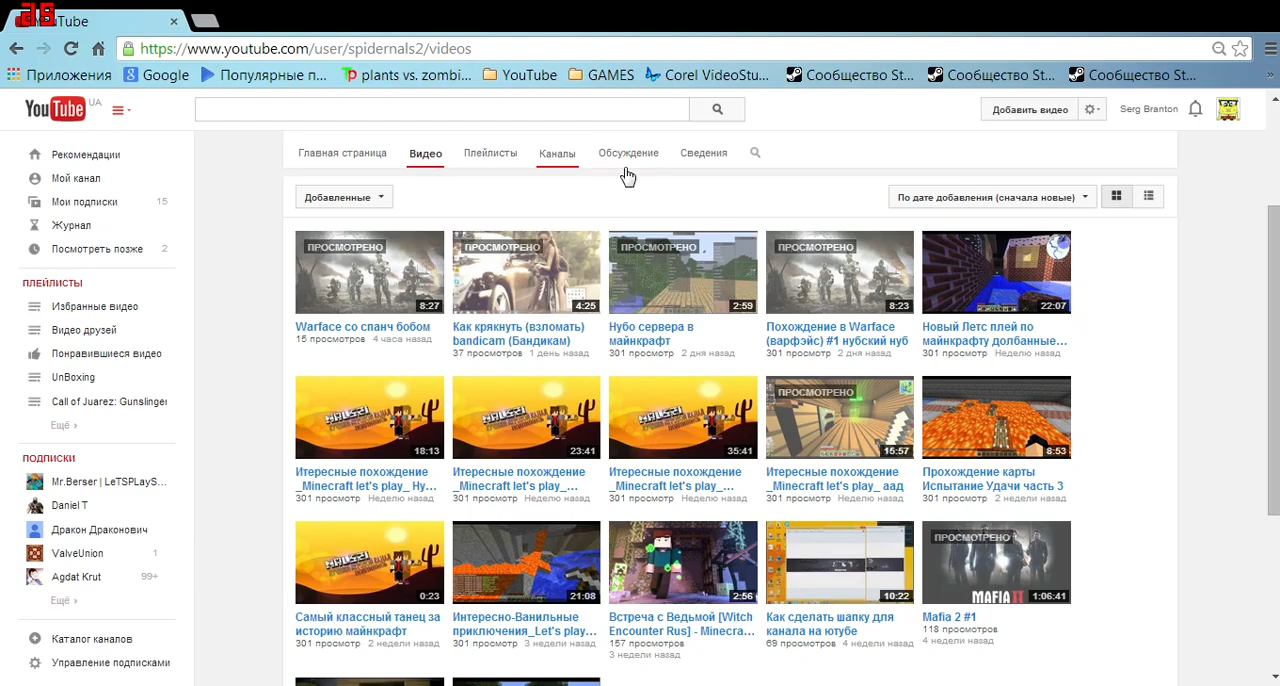 28
YouTube
https://www.youtube.com/user/spidernals2/videos
Приложения
Google
Популярные п...
plants vs. zombi...
YouTube
GAMES
Corel VideoStu...
Сообщество St...
Сообщество St...
Сообщество St...
YouTube UA
Добавить видео
Serg Branton
Рекомендации
Мой канал
Мои подписки 15
Журнал
Посмотреть позже 2
ПЛЕЙЛИСТЫ
Избранные видео
Видео друзей
Понравившиеся видео
UnBoxing
Call of Juarez: Gunslinger
Ещё ›
ПОДПИСКИ
Mr.Berser | LeTSPLayS...
Daniel T
Дракон Драконович
ValveUnion 1
Agdat Krut 99+
Ещё ›
Каталог каналов
Управление подписками
Главная страница
Видео
Плейлисты
Каналы
Обсуждение
Сведения
Добавленные
По дате добавления (сначала новые)
ПРОСМОТРЕНО
8:27
Warface со спанч бобом
15 просмотров 4 часа назад
ПРОСМОТРЕНО
4:25
Как крякнуть (взломать)
bandicam (Бандикам)
37 просмотров 1 день назад
ПРОСМОТРЕНО
2:59
Нубо сервера в
майнкрафт
301 просмотр 2 дня назад
ПРОСМОТРЕНО
8:23
Похождение в Warface
(варфэйс) #1 нубский нуб
301 просмотр 2 дня назад
22:07
Новый Летс плей по
майнкрафту долбанные...
301 просмотр Неделю назад
18:13
Итересные похождение
_Minecraft let's play_ Ну...
301 просмотр Неделю назад
23:41
Итересные похождение
_Minecraft let's play_...
301 просмотр Неделю назад
35:41
Итересные похождение
_Minecraft let's play_...
301 просмотр Неделю назад
ПРОСМОТРЕНО
15:57
Итересные похождение
_Minecraft let's play_ аад
301 просмотр Неделю назад
8:53
Прохождение карты
Испытание Удачи часть 3
301 просмотр 2 недели назад
0:23
Самый классный танец за
историю майнкрафт
301 просмотр 2 недели назад
21:08
Интересно-Ванильные
приключения_Let's play...
301 просмотр 3 недели назад
2:56
Встреча с Ведьмой [Witch
Encounter Rus] - Minecra...
157 просмотров
3 недели назад
10:22
Как сделать шапку для
канала на ютубе
69 просмотров 4 недели назад
ПРОСМОТРЕНО
MAFIA II
1:06:41
Mafia 2 #1
118 просмотров
4 недели назад